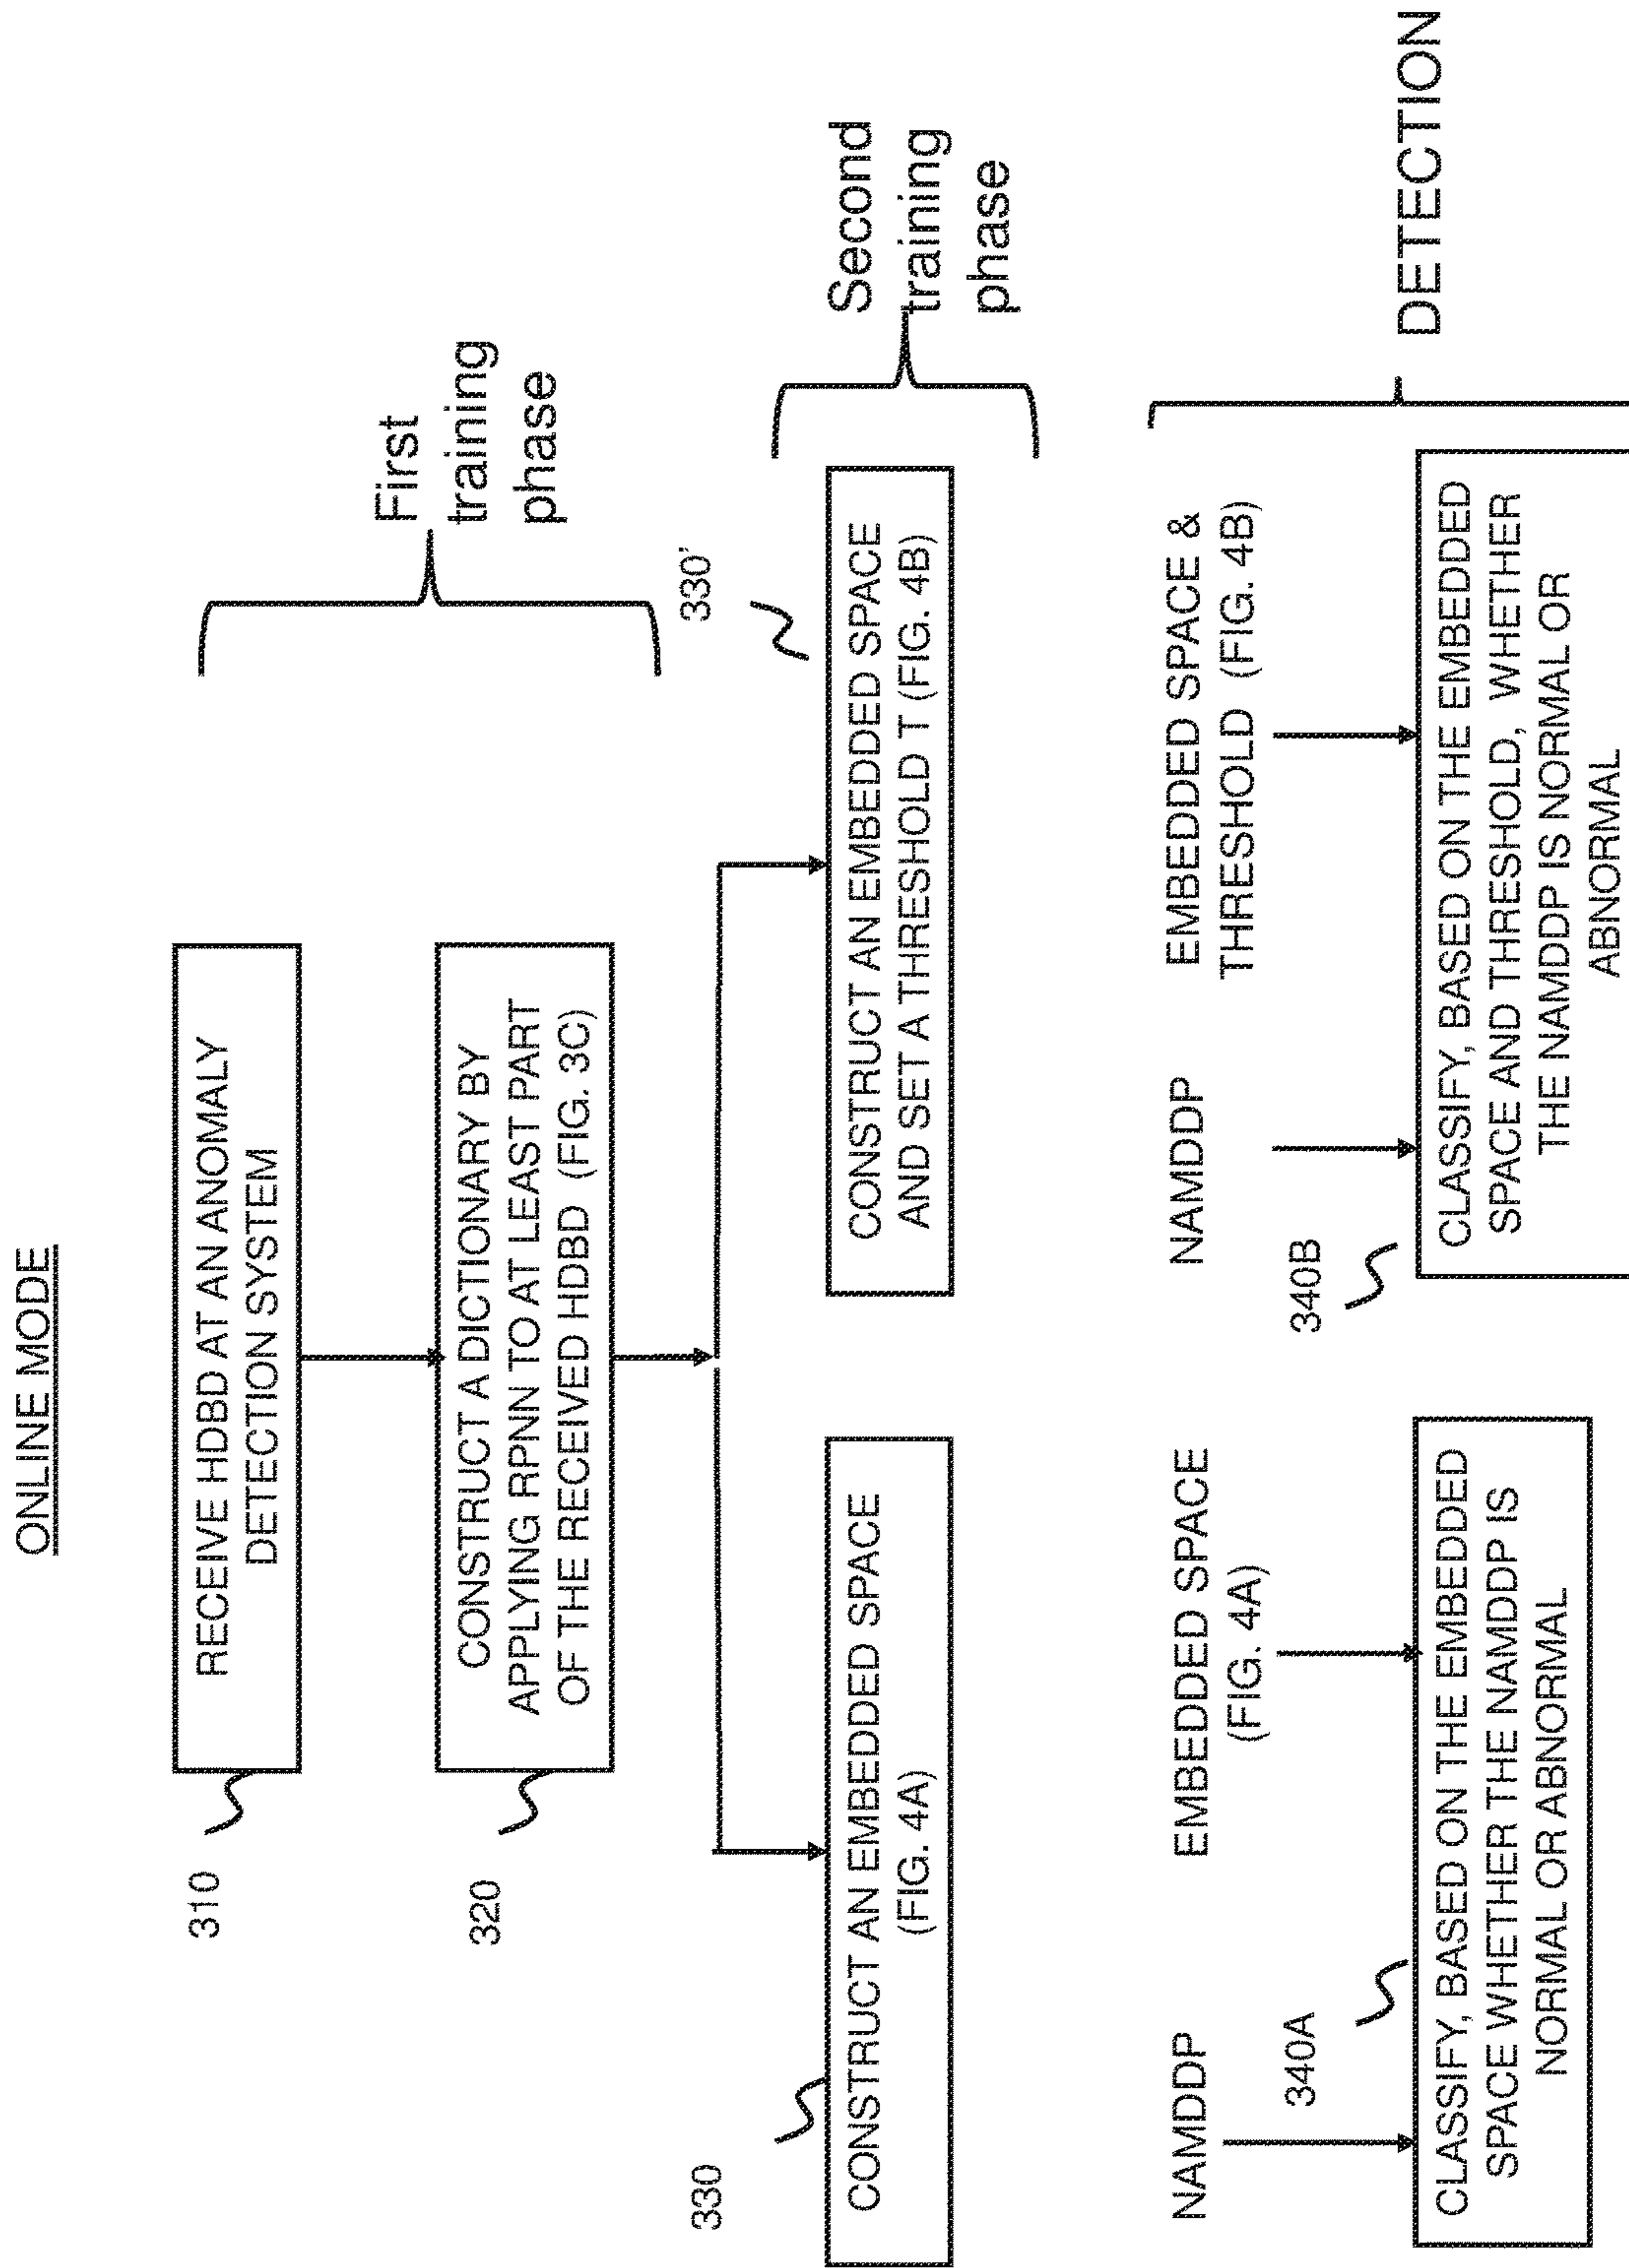 ONLINE MODE
310
RECEIVE HDBD AT AN ANOMALY
DETECTION SYSTEM
First
training
phase
320
CONSTRUCT A DICTIONARY BY
APPLYING RPNN TO AT LEAST PART
OF THE RECEIVED HDBD (FIG. 3C)
330
CONSTRUCT AN EMBEDDED SPACE
(FIG. 4A)
330'
CONSTRUCT AN EMBEDDED SPACE
AND SET A THRESHOLD T (FIG. 4B)
Second
training
phase
NAMDDP
EMBEDDED SPACE
(FIG. 4A)
340A
CLASSIFY, BASED ON THE EMBEDDED
SPACE WHETHER THE NAMDDP IS
NORMAL OR ABNORMAL
NAMDDP
EMBEDDED SPACE &
THRESHOLD (FIG. 4B)
340B
CLASSIFY, BASED ON THE EMBEDDED
SPACE AND THRESHOLD, WHETHER
THE NAMDDP IS NORMAL OR
ABNORMAL
DETECTION